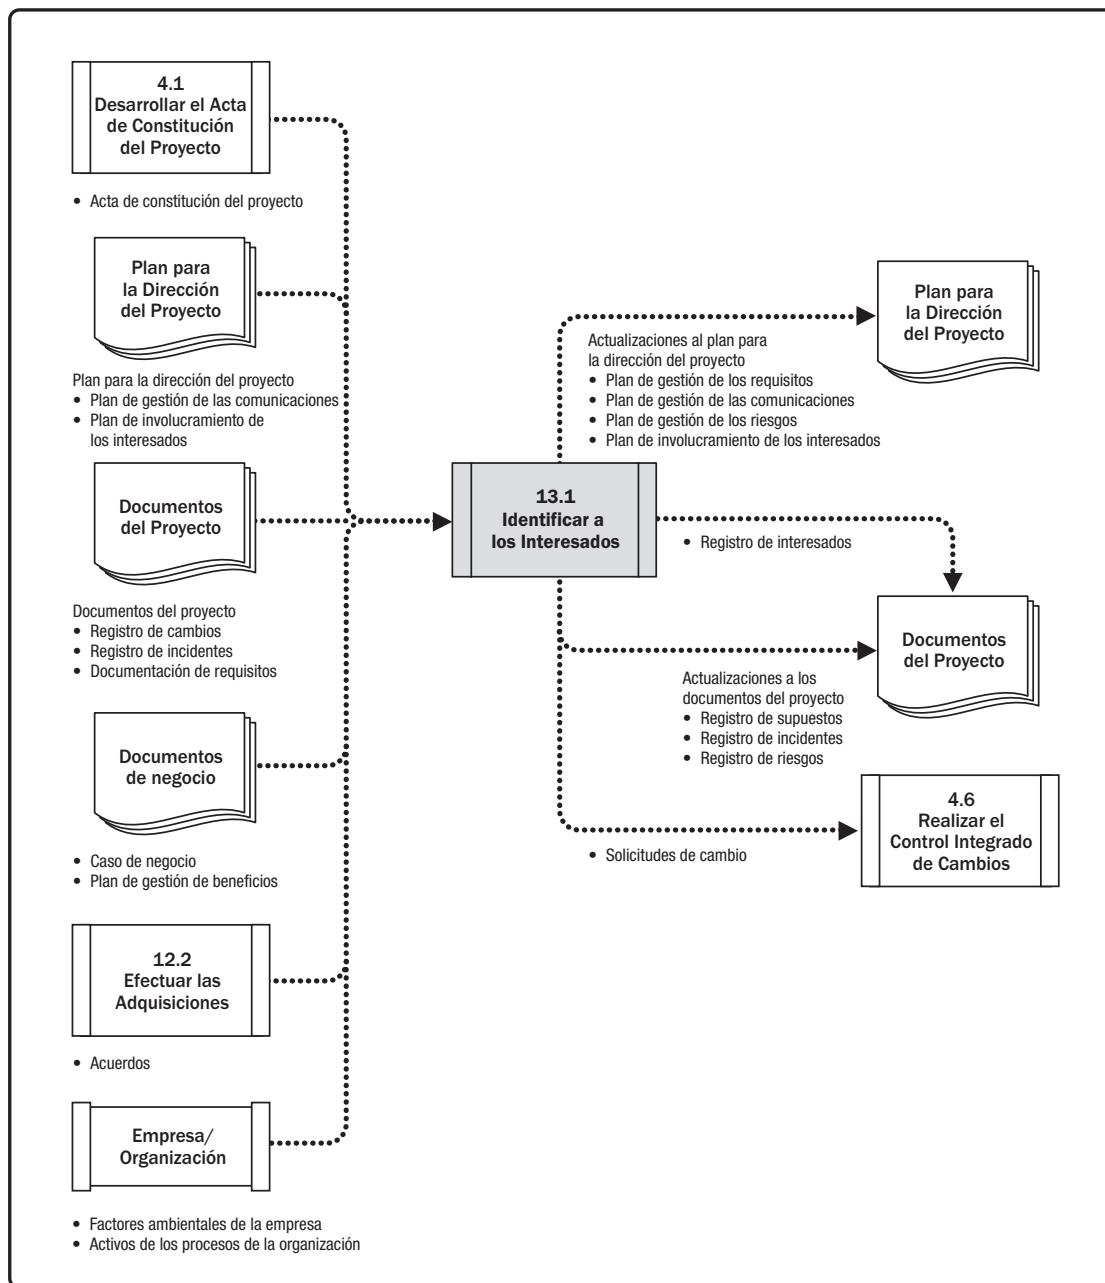 4.1
Desarrollar el Acta
de Constitución
del Proyecto
• Acta de constitución del proyecto
Plan para
la Dirección
del Proyecto
Plan para la dirección del proyecto
• Plan de gestión de las comunicaciones
• Plan de involucramiento de
los interesados
Documentos
del Proyecto
Documentos del proyecto
• Registro de cambios
• Registro de incidentes
• Documentación de requisitos
Documentos
de negocio
• Caso de negocio
• Plan de gestión de beneficios
12.2
Efectuar las
Adquisiciones
• Acuerdos
Empresa/
Organización
• Factores ambientales de la empresa
• Activos de los procesos de la organización
13.1
Identificar a
los Interesados
Actualizaciones al plan para
la dirección del proyecto
• Plan de gestión de los requisitos
• Plan de gestión de las comunicaciones
• Plan de gestión de los riesgos
• Plan de involucramiento de los interesados
Plan para
la Dirección
del Proyecto
• Registro de interesados
Documentos
del Proyecto
Actualizaciones a los
documentos del proyecto
• Registro de supuestos
• Registro de incidentes
• Registro de riesgos
• Solicitudes de cambio
4.6
Realizar el
Control Integrado
de Cambios